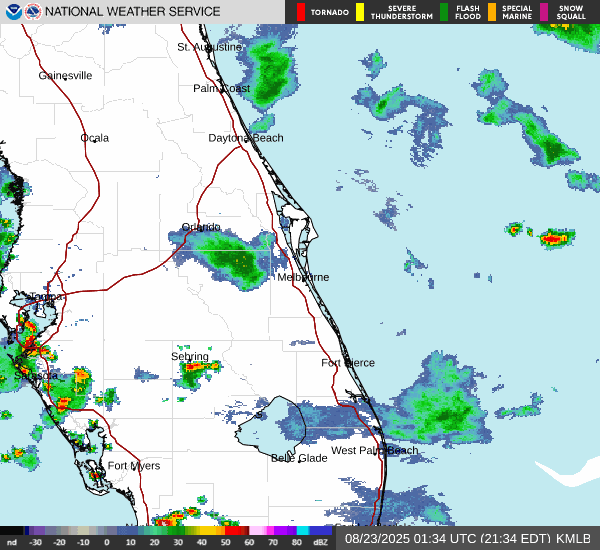 NATIONAL WEATHER SERVICE
TORNADO
SEVERE THUNDERSTORM
FLASH FLOOD
SPECIAL MARINE
SNOW SQUALL
St. Augustine
Gainesville
Palm Coast
Ocala
Daytona Beach
Orlando
Melbourne
Tampa
Sebring
Fort Pierce
Sarasota
West Palm Beach
Belle Glade
Fort Myers
nd -30 -20 -10 0 10 20 30 40 50 60 70 80 dBZ
08/23/2025 01:34 UTC (21:34 EDT) KMLB